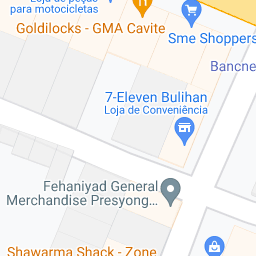 Loja de peças
para motocicletas
Goldilocks - GMA Cavite
Sme Shoppers
Bancne
7-Eleven Bulihan
Loja de Conveniência
Fehaniyad General
Merchandise Presyong...
Shawarma Shack - Zone